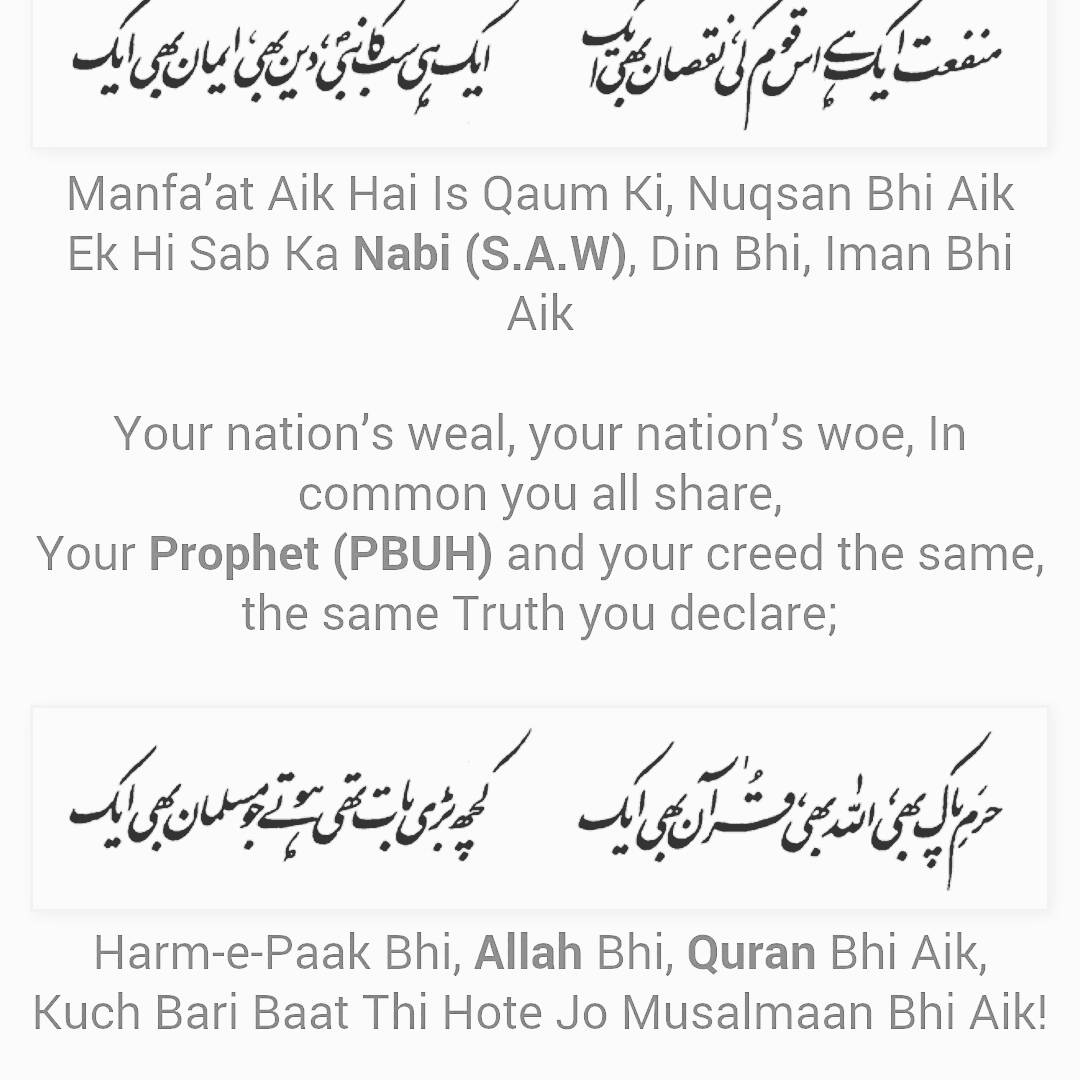 منفعت ایک ہے اس قوم کی، نقصان بھی ایک
ایک ہی سب کا نبیؐ، دین بھی، ایمان بھی ایک
Manfa’at Aik Hai Is Qaum Ki, Nuqsan Bhi Aik
Ek Hi Sab Ka Nabi (S.A.W), Din Bhi, Iman Bhi
Aik
Your nation’s weal, your nation’s woe, In
common you all share,
Your Prophet (PBUH) and your creed the same,
the same Truth you declare;
حرَمِ پاک بھی، اللہ بھی، قُرآن بھی ایک
کچھ بڑی بات تھی ہوتے جو مسلمان بھی ایک
Harm-e-Paak Bhi, Allah Bhi, Quran Bhi Aik,
Kuch Bari Baat Thi Hote Jo Musalmaan Bhi Aik!